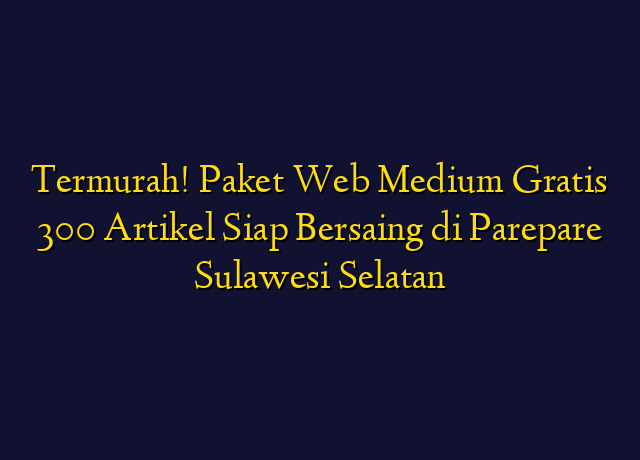 Termurah! Paket Web Medium Gratis
300 Artikel Siap Bersaing di Parepare
Sulawesi Selatan